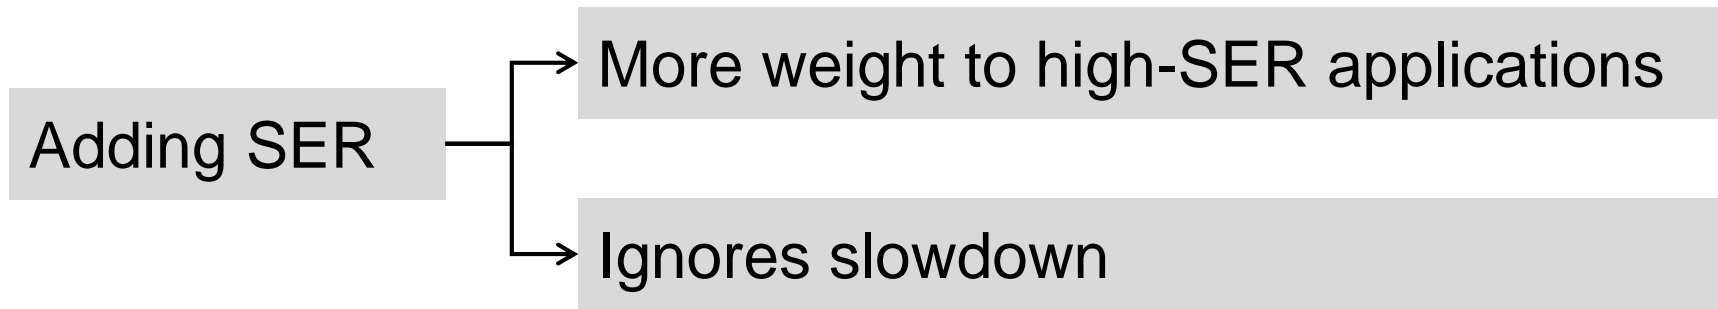 Adding SER
More weight to high-SER applications
Ignores slowdown